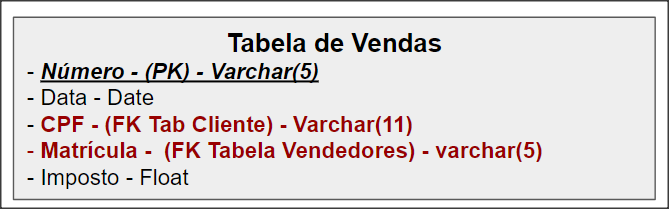 Tabela de Vendas
- Número - (PK) - Varchar(5)
- Data - Date
- CPF - (FK Tab Cliente) - Varchar(11)
- Matrícula -  (FK Tabela Vendedores) - varchar(5)
- Imposto - Float